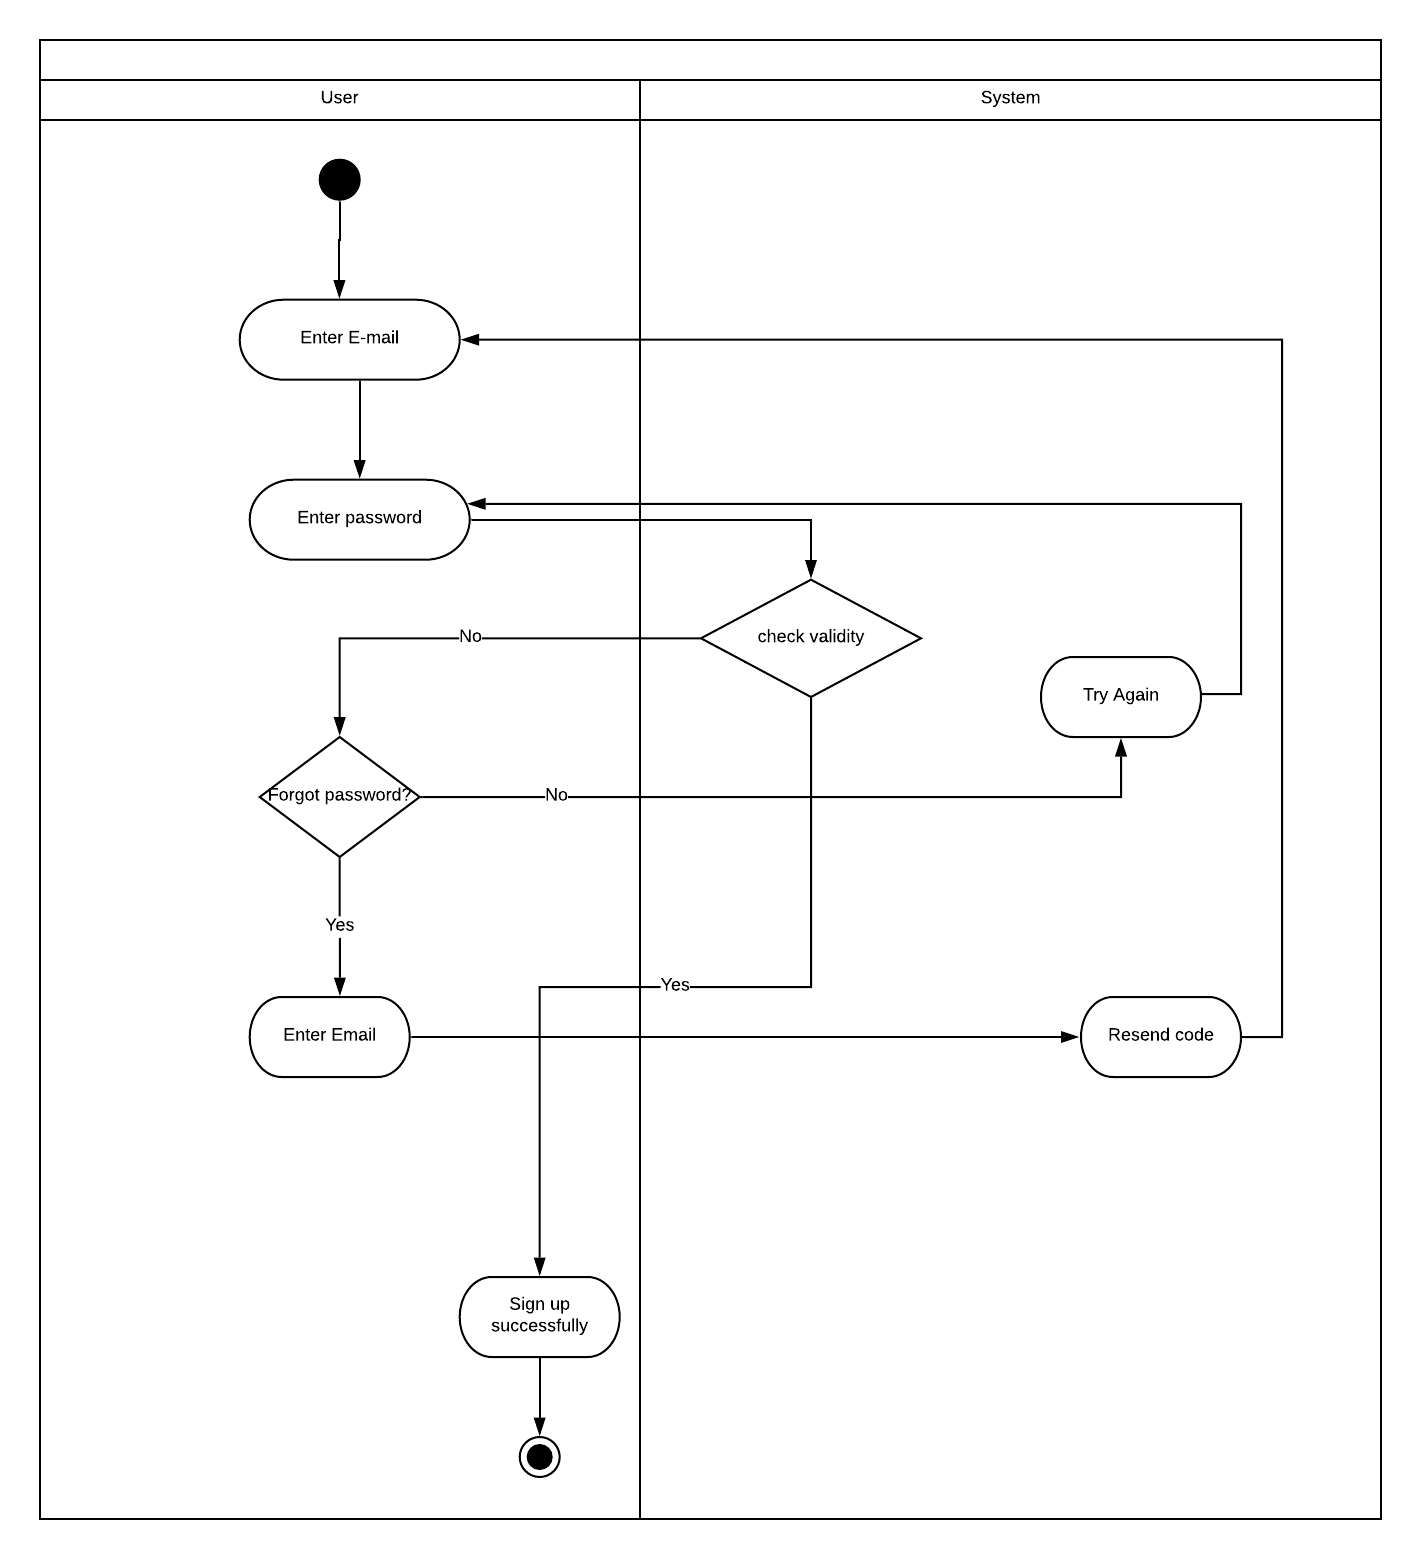 User
System
Enter E-mail
Enter password
No
check validity
Try Again
Forgot password?
No
Yes
Yes
Enter Email
Resend code
Sign up
successfully